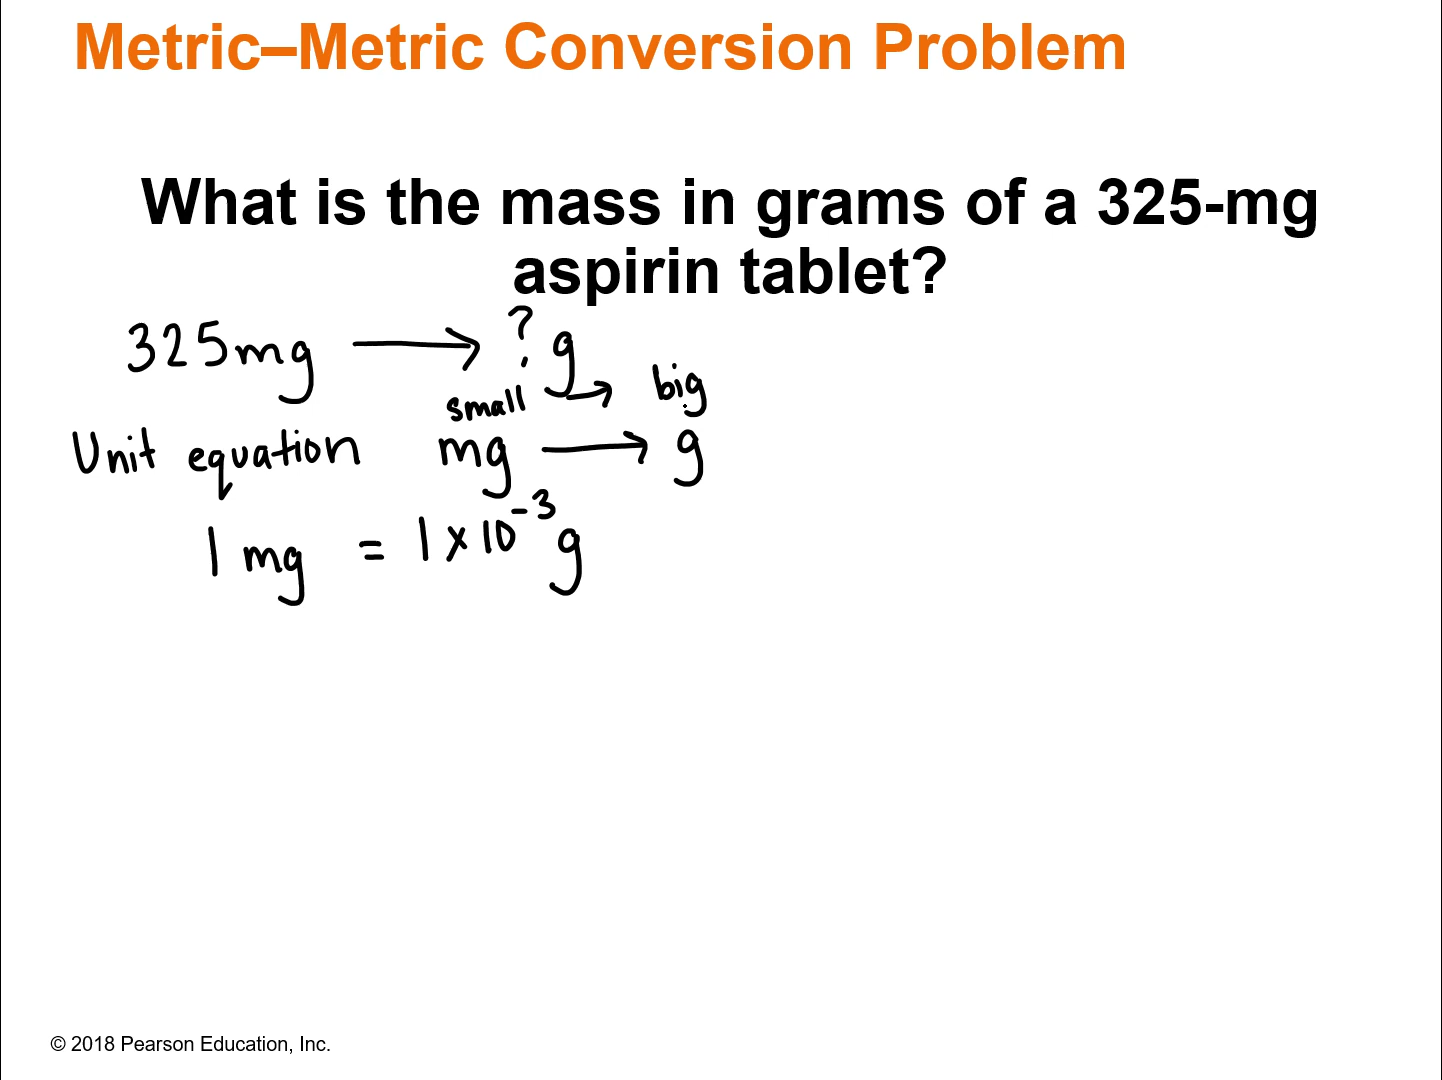 Metric–Metric Conversion Problem
What is the mass in grams of a 325-mg
aspirin tablet?
325mg → ? g
small → big
Unit equation mg → g
1 mg = 1 x 10⁻³ g
© 2018 Pearson Education, Inc.